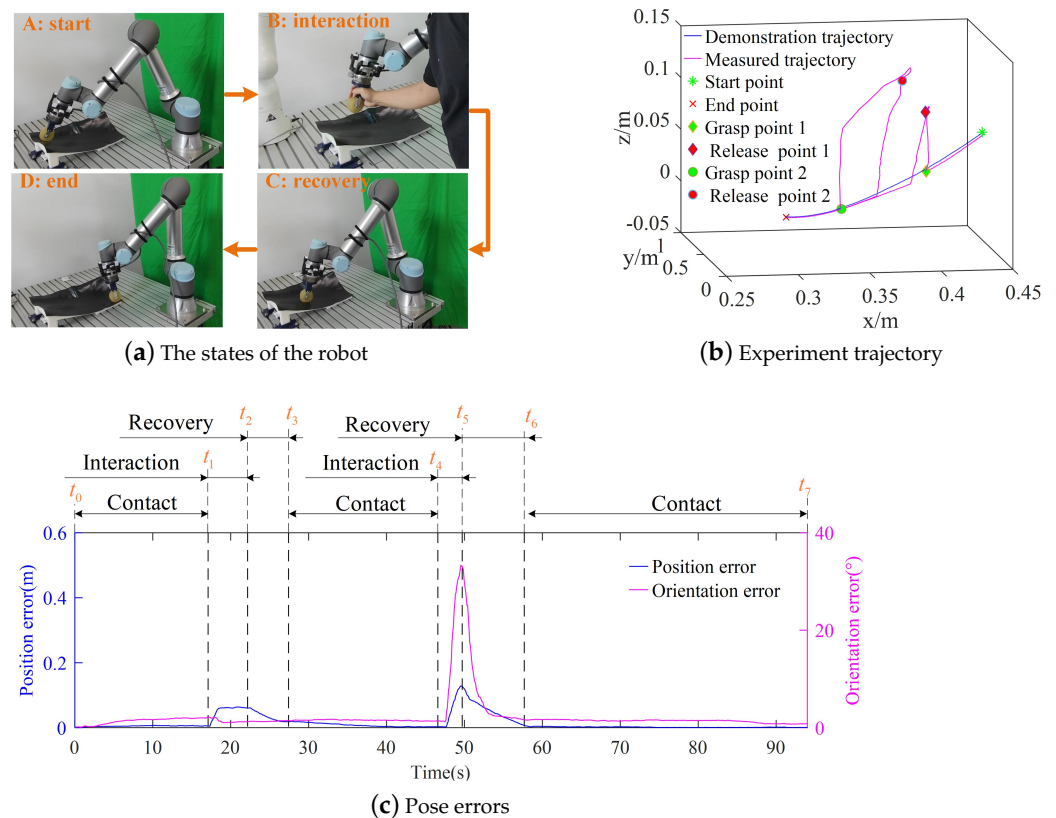 A: start
B: interaction
D: end
C: recovery
(a) The states of the robot
0.15
0.1
0.05
0
-0.05
z/m
y/m
1
0.5
0
0.25
0.35
0.35
0.45
x/m
Demonstration trajectory
Measured trajectory
Start point
End point
Grasp point 1
Release point 1
Grasp point 2
Release point 2
(b) Experiment trajectory
Recovery t2 t3 Recovery t5 t6
Interaction t1 Interaction t4
t0 Contact Contact Contact t7
0.6
0.4
0.2
0
Position error(m)
Position error
Orientation error
40
20
0
Orientation error(°)
0 10 20 30 40 50 60 70 80 90
Time(s)
(c) Pose errors